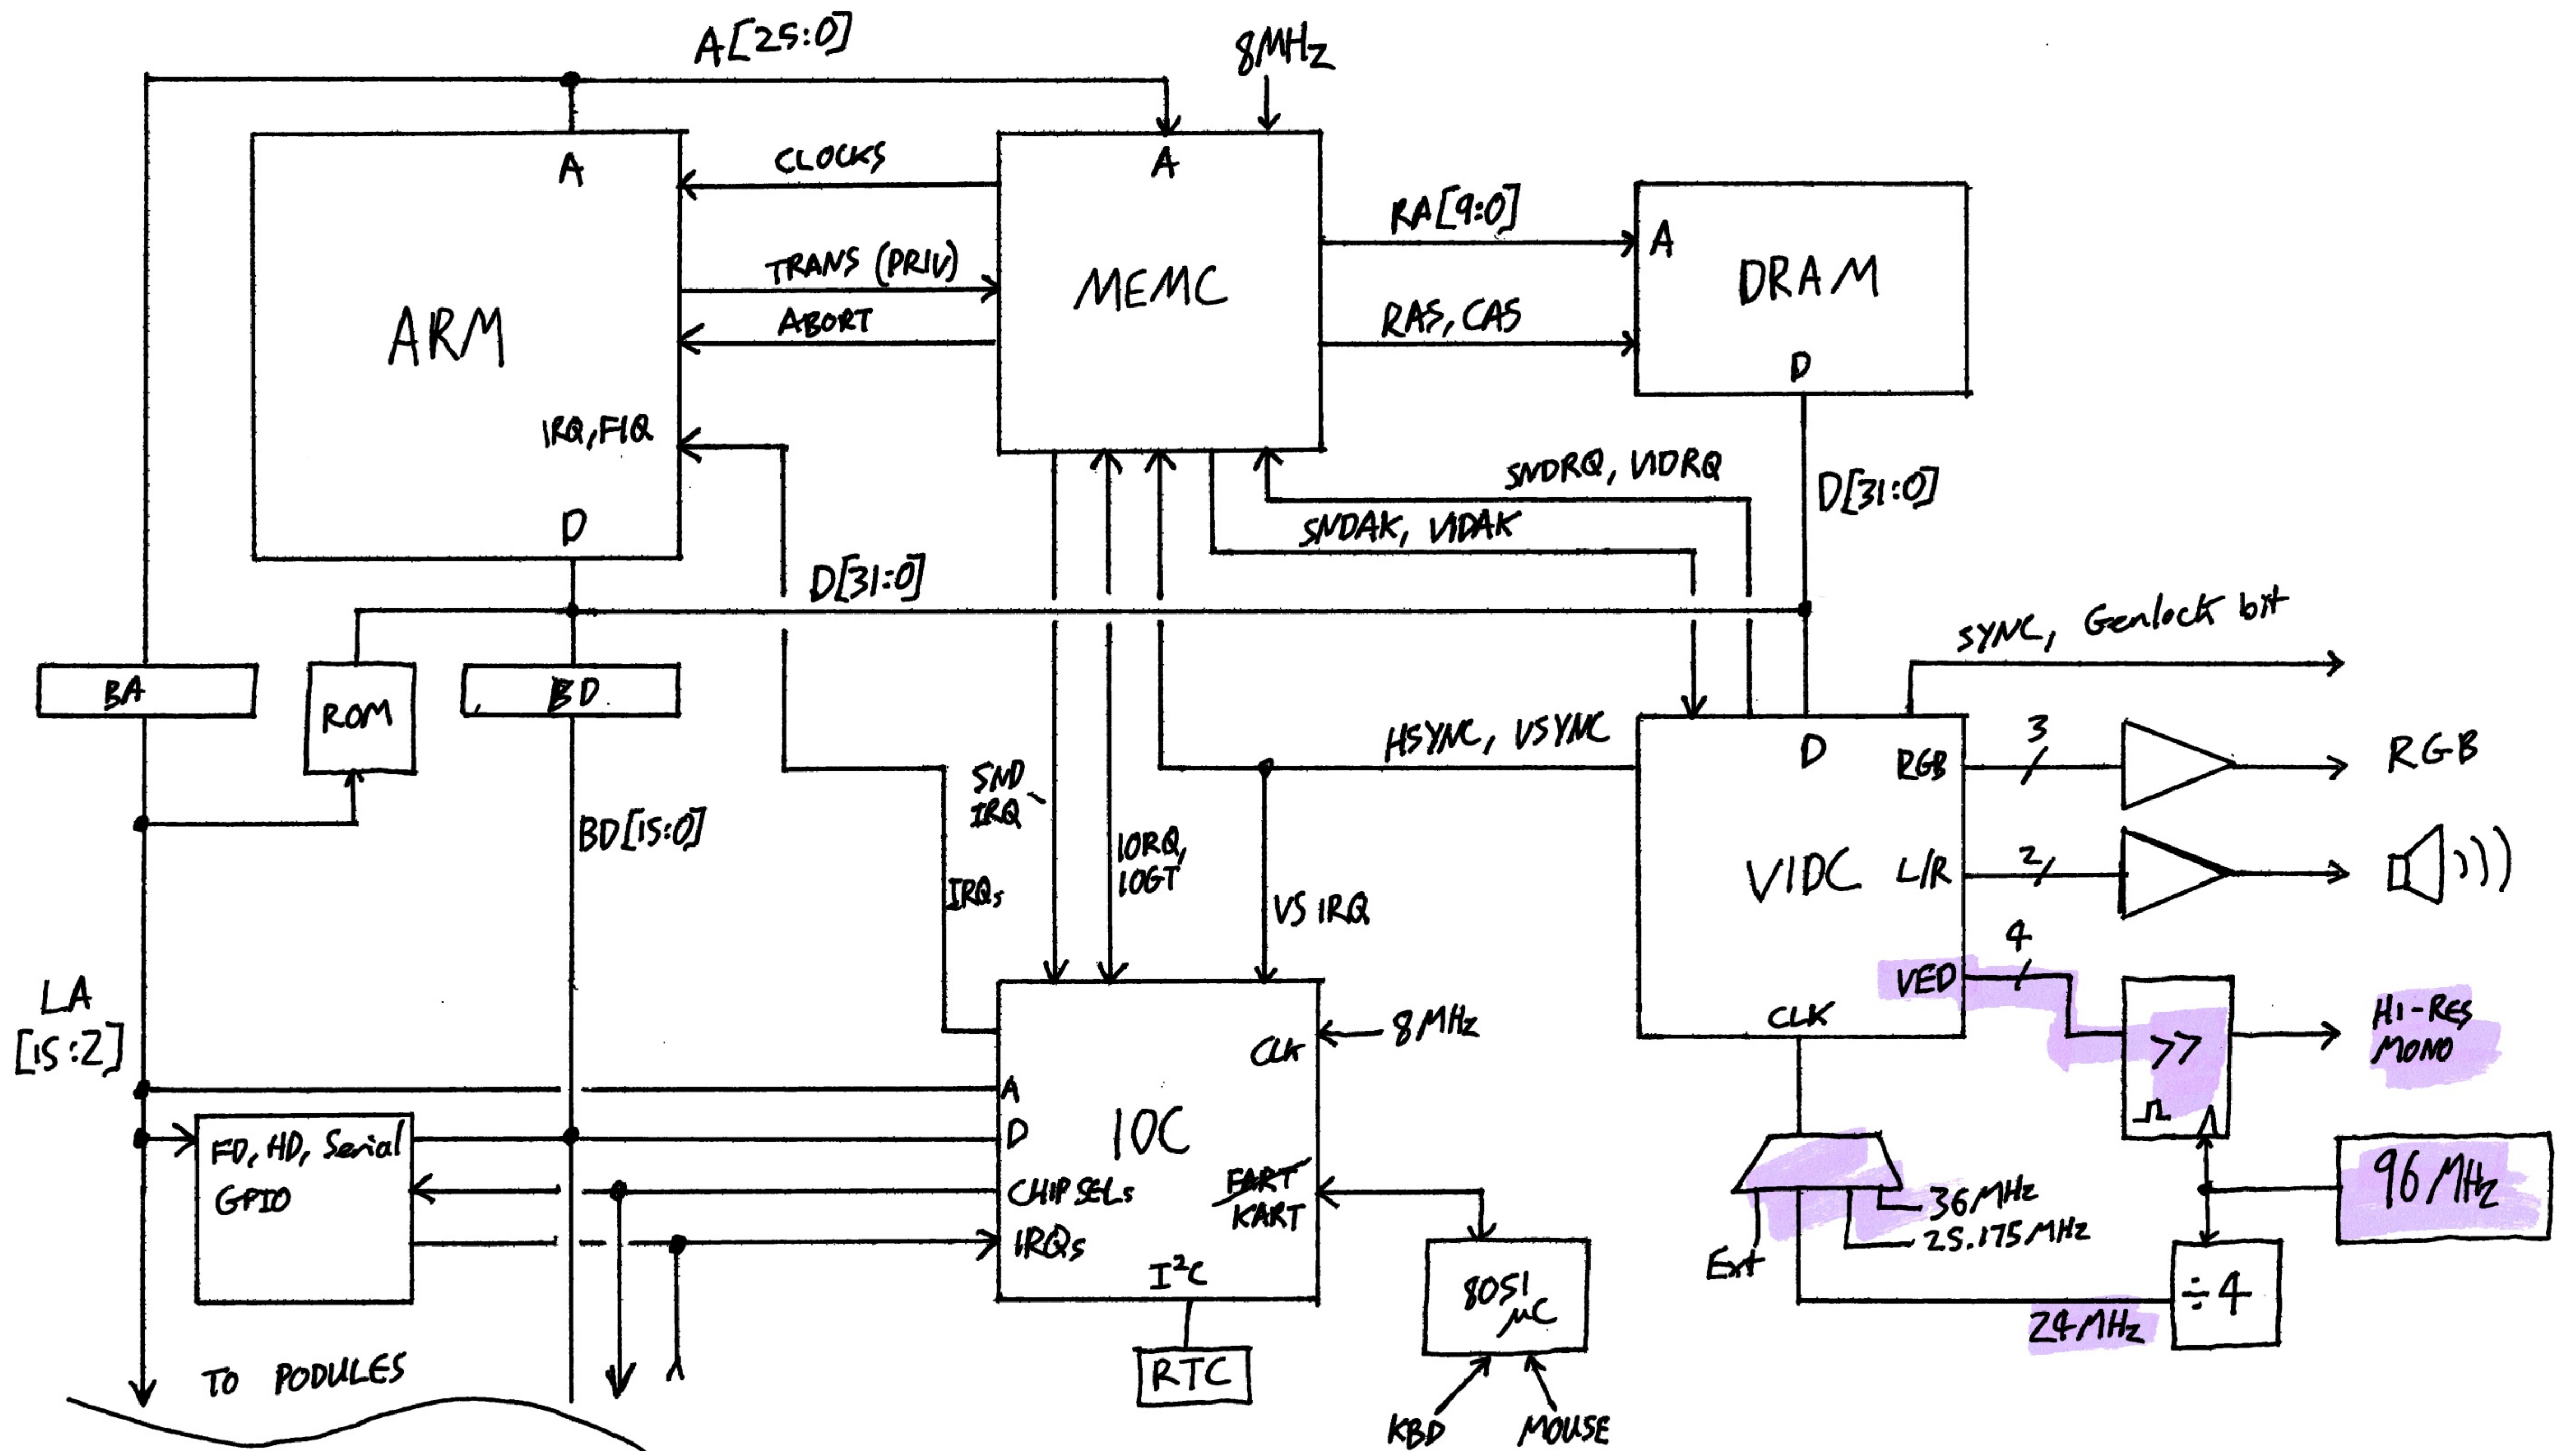 A[25:0]
8MHz
A
CLOCKS
A
TRANS (PRIV)
ABORT
ARM
MEMC
RA[9:0]
A
DRAM
RAS, CAS
D
IRQ, FIQ
D
SNDRQ, VIDRQ
SNDAK, VIDAK
D[31:0]
D[31:0]
SYNC, Genlock bit
BA
ROM
BD
HSYNC, VSYNC
D
RGB
3
RGB
SND
IRQ
BD[15:0]
IORQ,
IOGT
IRQs
VS IRQ
VIDC
L/R
2
4
VED
CLK
HI-RES
MONO
>>
LA
[15:2]
A
D
CLK
8MHz
IOC
FD, HD, Serial
GPIO
CHIP SELs
IRQs
FART
KART
I²C
RTC
8051
μC
KBD
MOUSE
Ext
36MHz
25.175MHz
24MHz
÷4
96MHz
TO PODULES